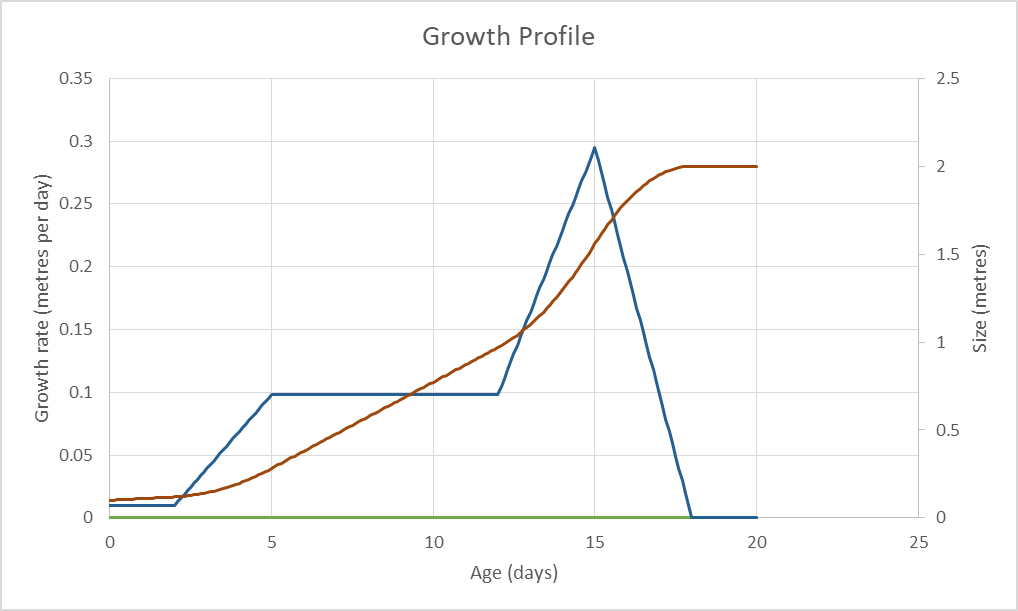 Growth Profile
0.35
0.3
0.25
0.2
0.15
0.1
0.05
0
Growth rate (metres per day)
2.5
2
1.5
1
0.5
0
Size (metres)
0 5 10 15 20 25
Age (days)